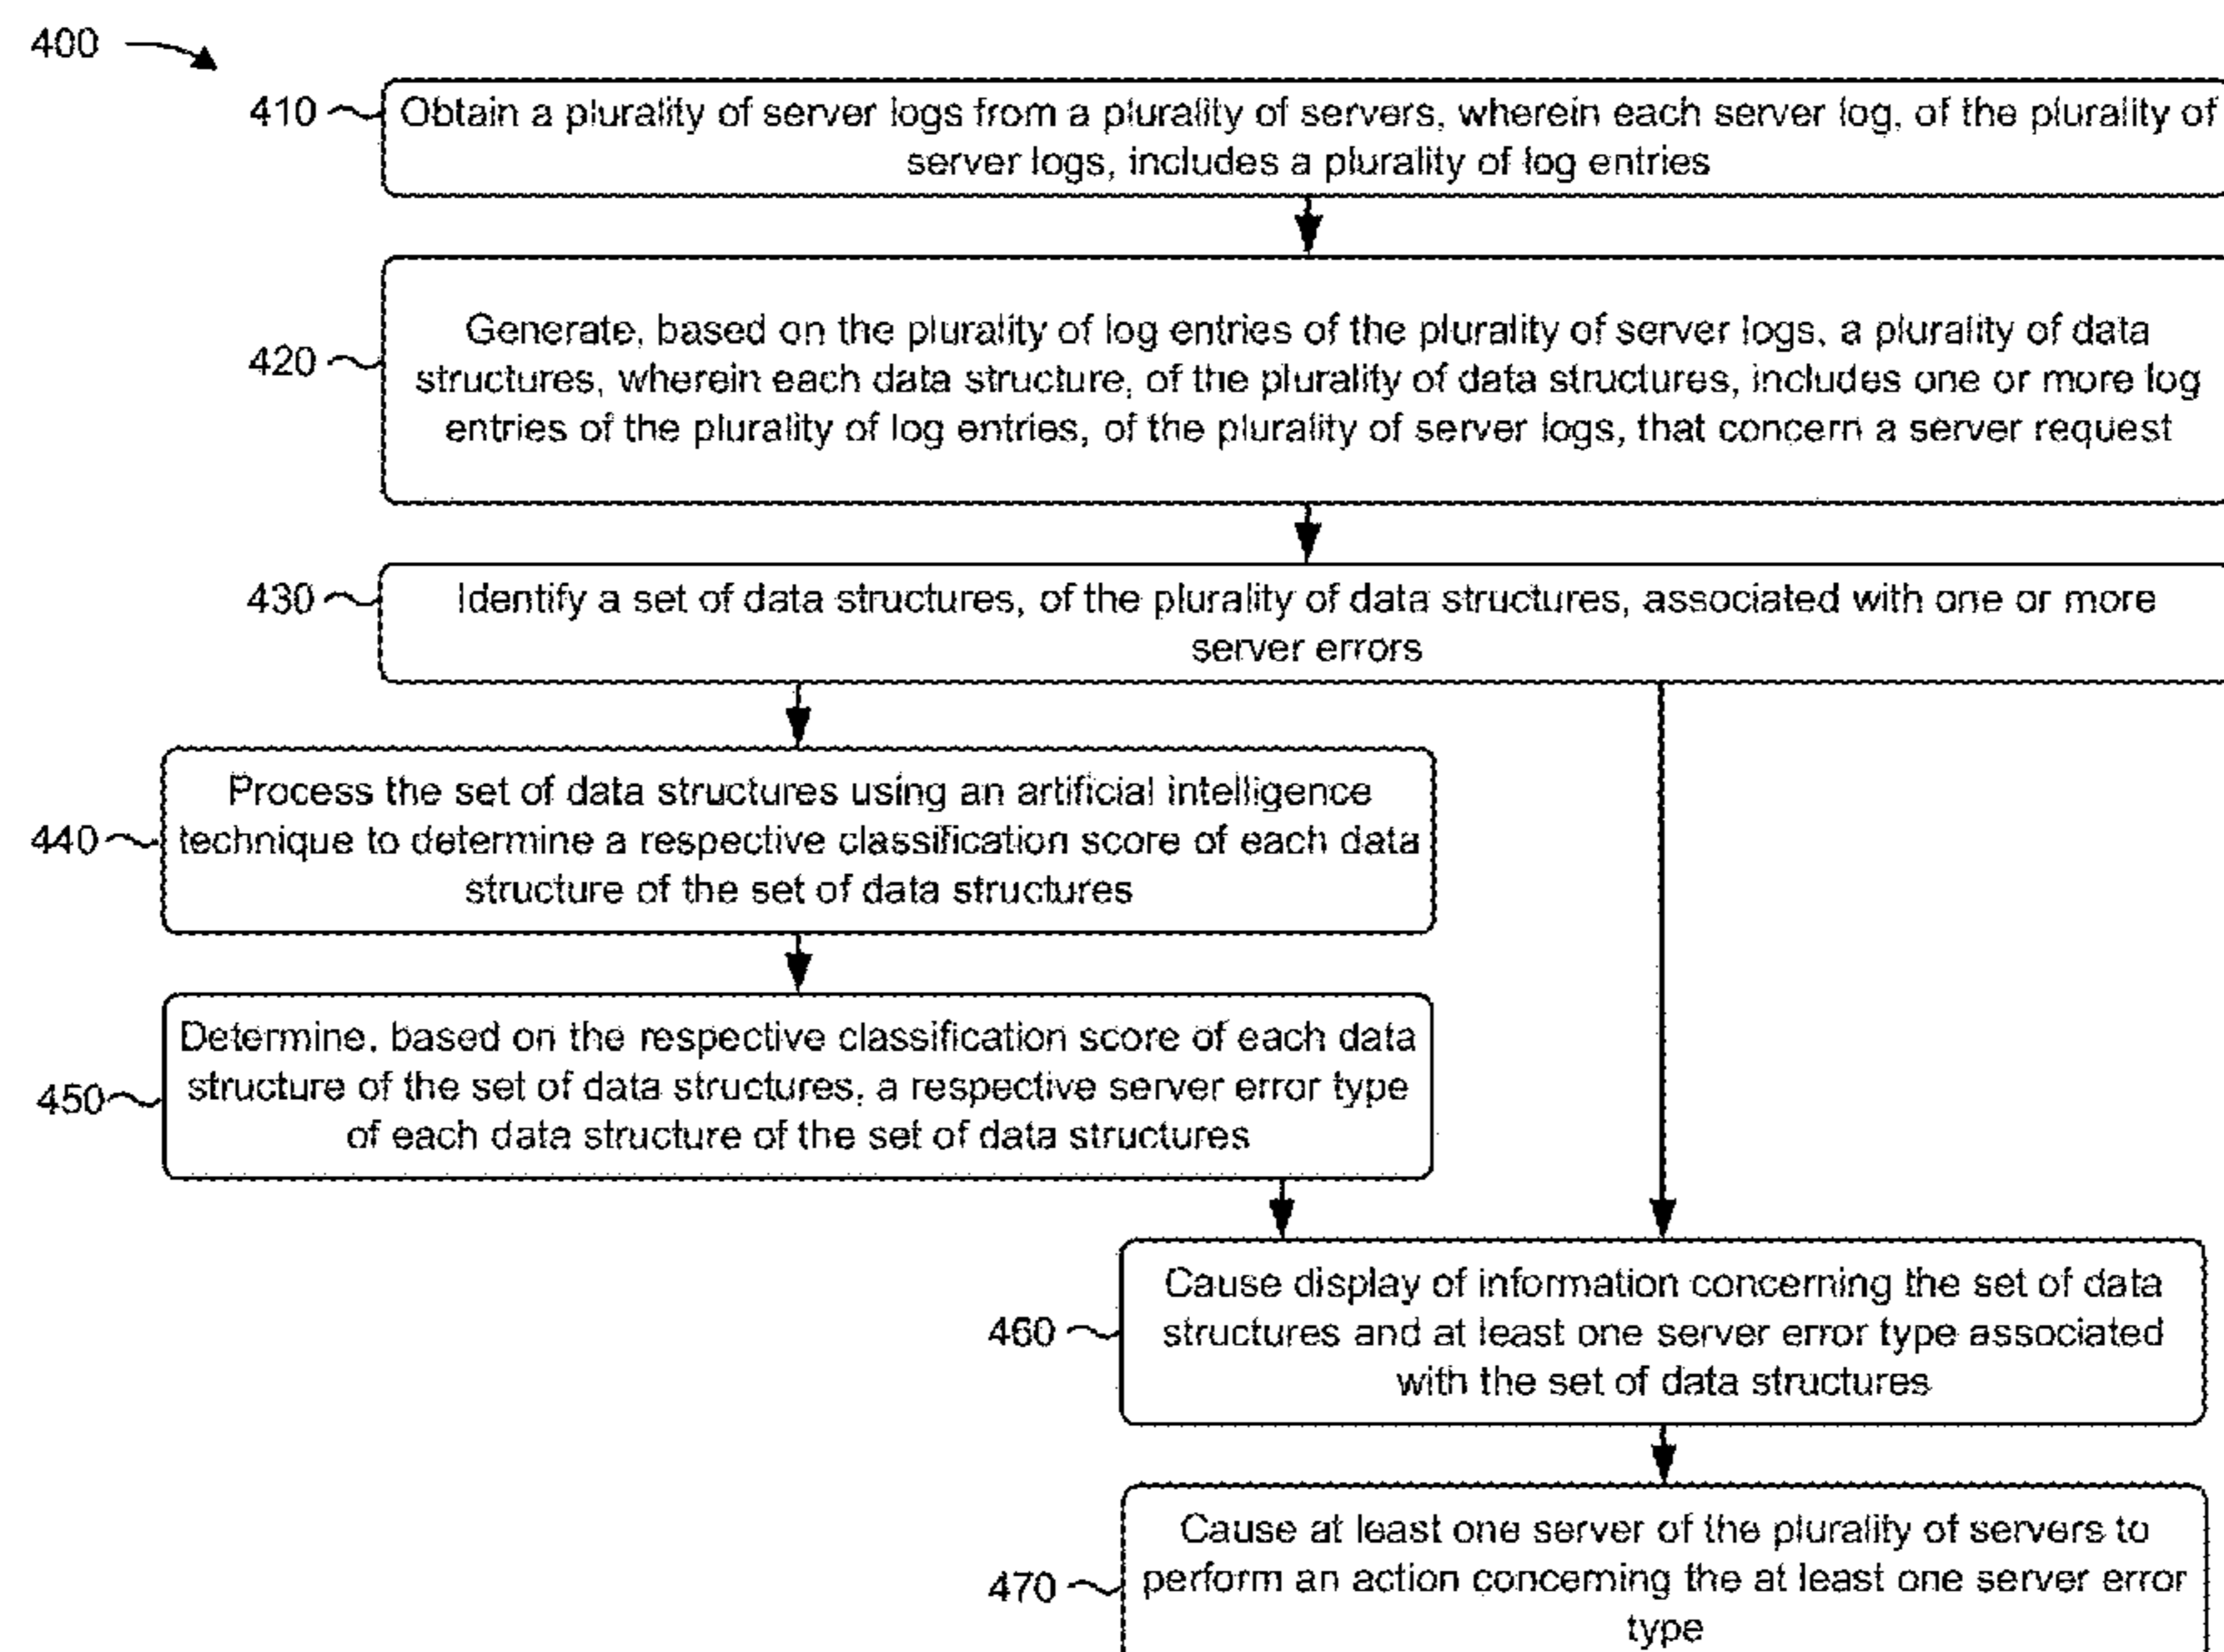 400
410
Obtain a plurality of server logs from a plurality of servers, wherein each server log, of the plurality of
server logs, includes a plurality of log entries
420
Generate, based on the plurality of log entries of the plurality of server logs, a plurality of data
structures, wherein each data structure, of the plurality of data structures, includes one or more log
entries of the plurality of log entries, of the plurality of server logs, that concern a server request
430
Identify a set of data structures, of the plurality of data structures, associated with one or more
server errors
440
Process the set of data structures using an artificial intelligence
technique to determine a respective classification score of each data
structure of the set of data structures
450
Determine, based on the respective classification score of each data
structure of the set of data structures, a respective server error type
of each data structure of the set of data structures
460
Cause display of information concerning the set of data
structures and at least one server error type associated
with the set of data structures
470
Cause at least one server of the plurality of servers to
perform an action concerning the at least one server error
type